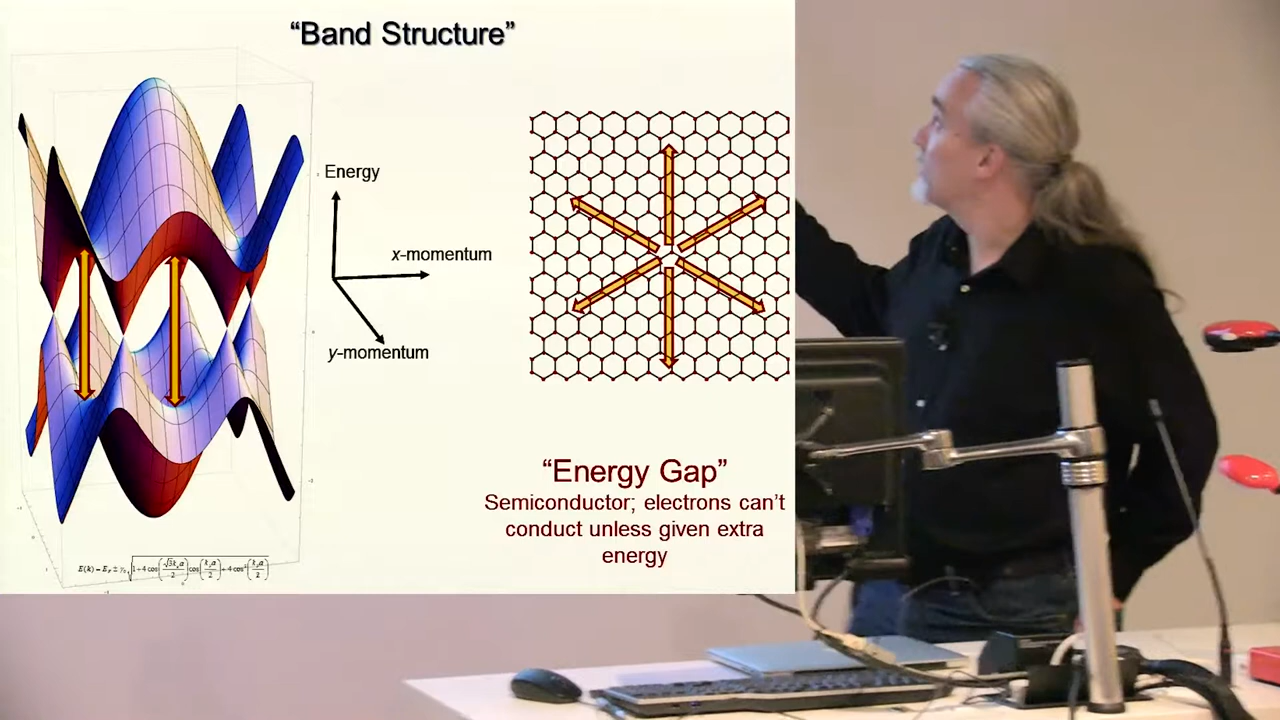 “Band Structure”
Energy
x-momentum
y-momentum
“Energy Gap”
Semiconductor; electrons can’t
conduct unless given extra
energy